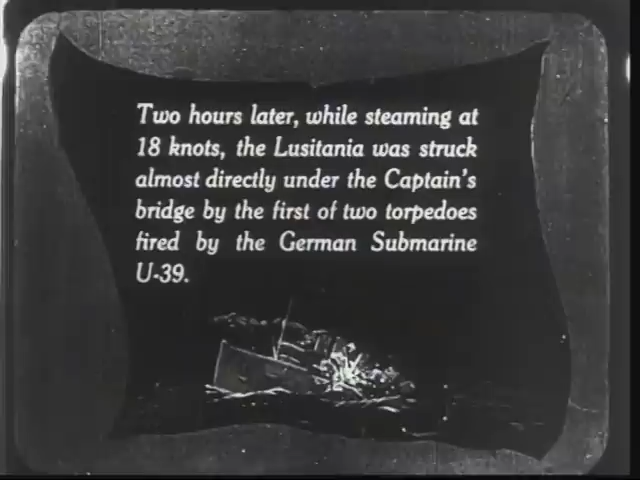 Two hours later, while steaming at
18 knots, the Lusitania was struck
almost directly under the Captain's
bridge by the first of two torpedoes
fired by the German Submarine
U-39.